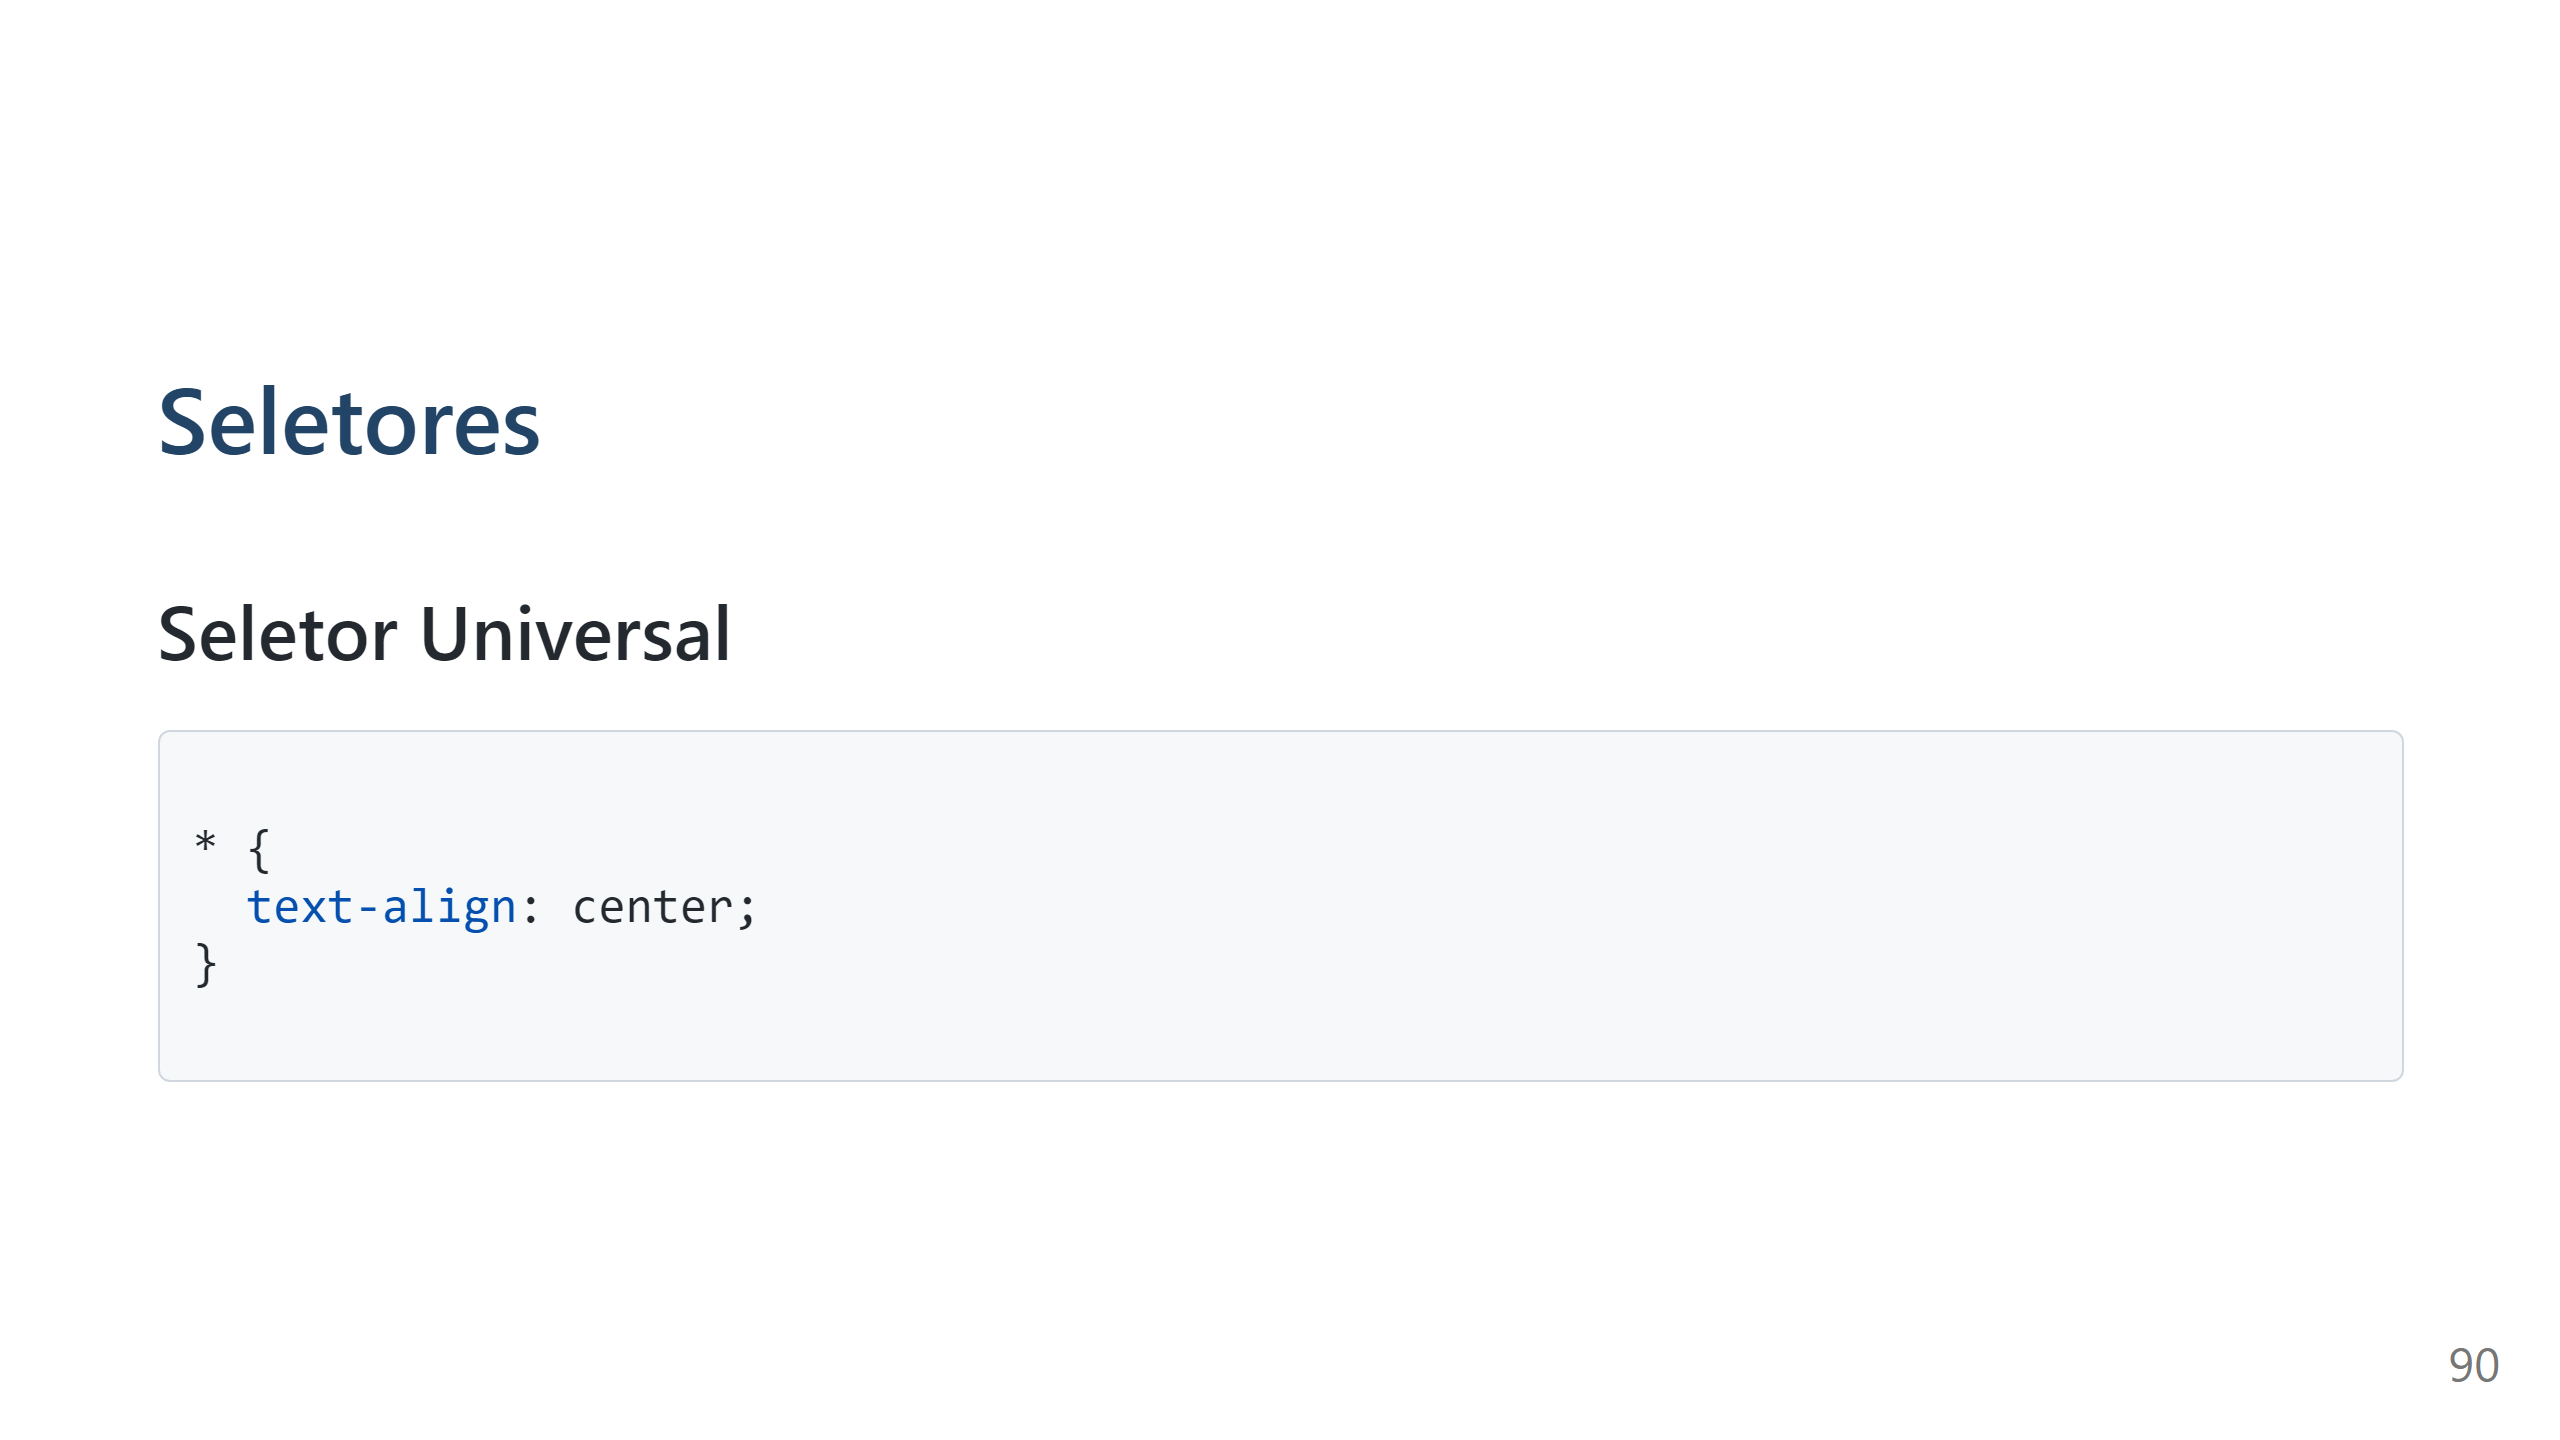 Seletores
Seletor Universal
* {
  text-align: center;
}
90